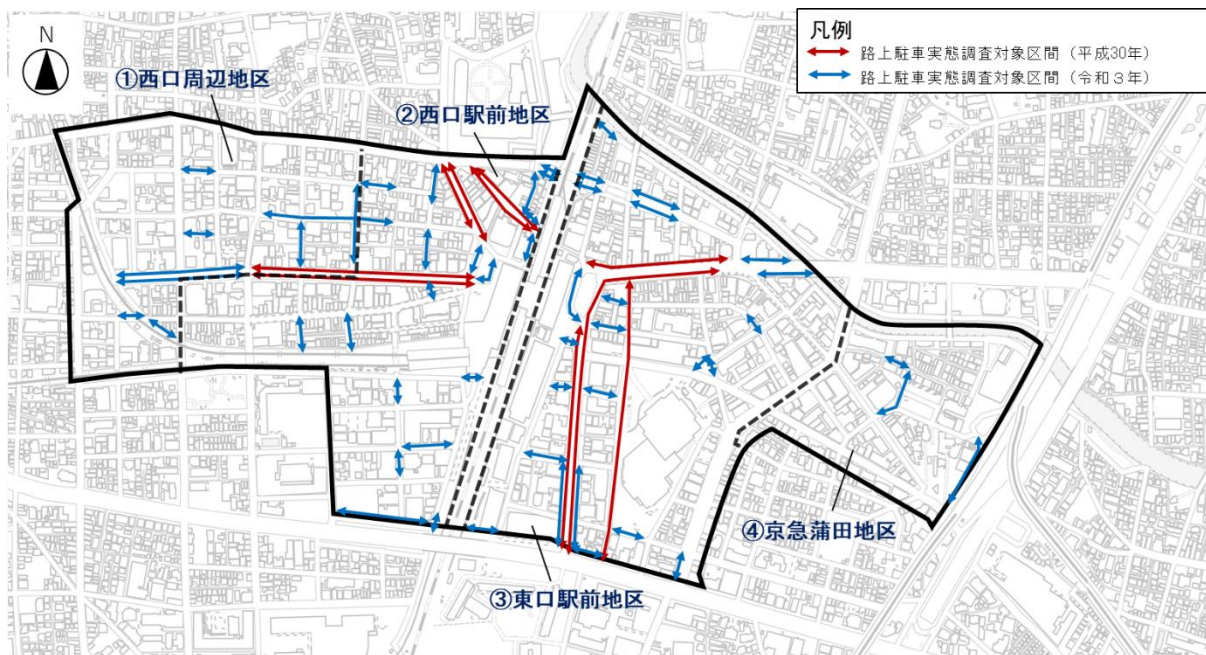 凡例
路上駐車実態調査対象区間（平成30年）
路上駐車実態調査対象区間（令和３年）
N
①西口周辺地区
②西口駅前地区
④京急蒲田地区
③東口駅前地区